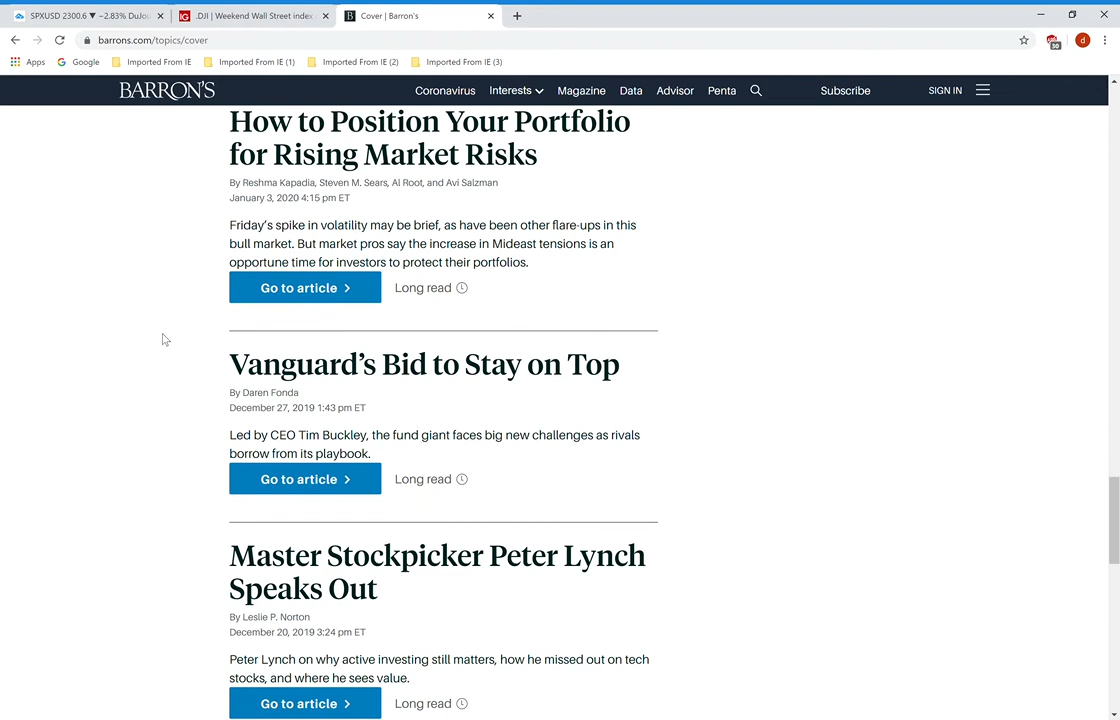 SPXUSD 2300.6 ▼ −2.83% DuJou
.DJI | Weekend Wall Street index
Cover | Barron's
barrons.com/topics/cover
30
d
Apps
Google
Imported From IE
Imported From IE (1)
Imported From IE (2)
Imported From IE (3)
BARRON'S
Coronavirus
Interests
Magazine
Data
Advisor
Penta
Subscribe
SIGN IN
How to Position Your Portfolio
for Rising Market Risks
By Reshma Kapadia, Steven M. Sears, Al Root, and Avi Salzman
January 3, 2020 4:15 pm ET
Friday’s spike in volatility may be brief, as have been other flare-ups in this
bull market. But market pros say the increase in Mideast tensions is an
opportune time for investors to protect their portfolios.
Go to article >
Long read
Vanguard’s Bid to Stay on Top
By Daren Fonda
December 27, 2019 1:43 pm ET
Led by CEO Tim Buckley, the fund giant faces big new challenges as rivals
borrow from its playbook.
Go to article >
Long read
Master Stockpicker Peter Lynch
Speaks Out
By Leslie P. Norton
December 20, 2019 3:24 pm ET
Peter Lynch on why active investing still matters, how he missed out on tech
stocks, and where he sees value.
Go to article >
Long read